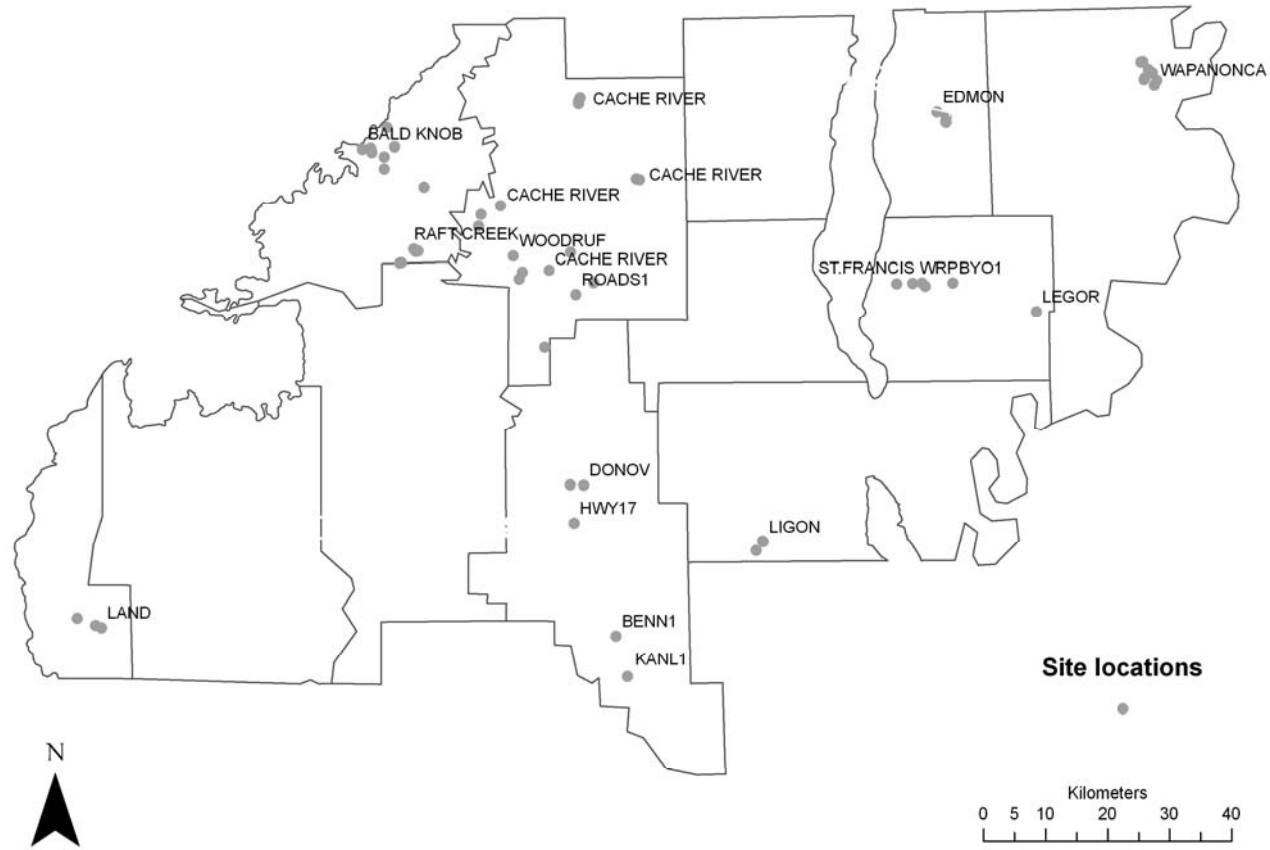 WAPANONCA
CACHE RIVER
EDMON
BALD KNOB
CACHE RIVER
CACHE RIVER
RAFT CREEK
WOODRUF
CACHE RIVER
ROADS1
ST.FRANCIS WRPBYO1
LEGOR
DONOV
HWY17
LIGON
LAND
BENN1
KANL1
Site locations
N
Kilometers
0 5 10 20 30 40